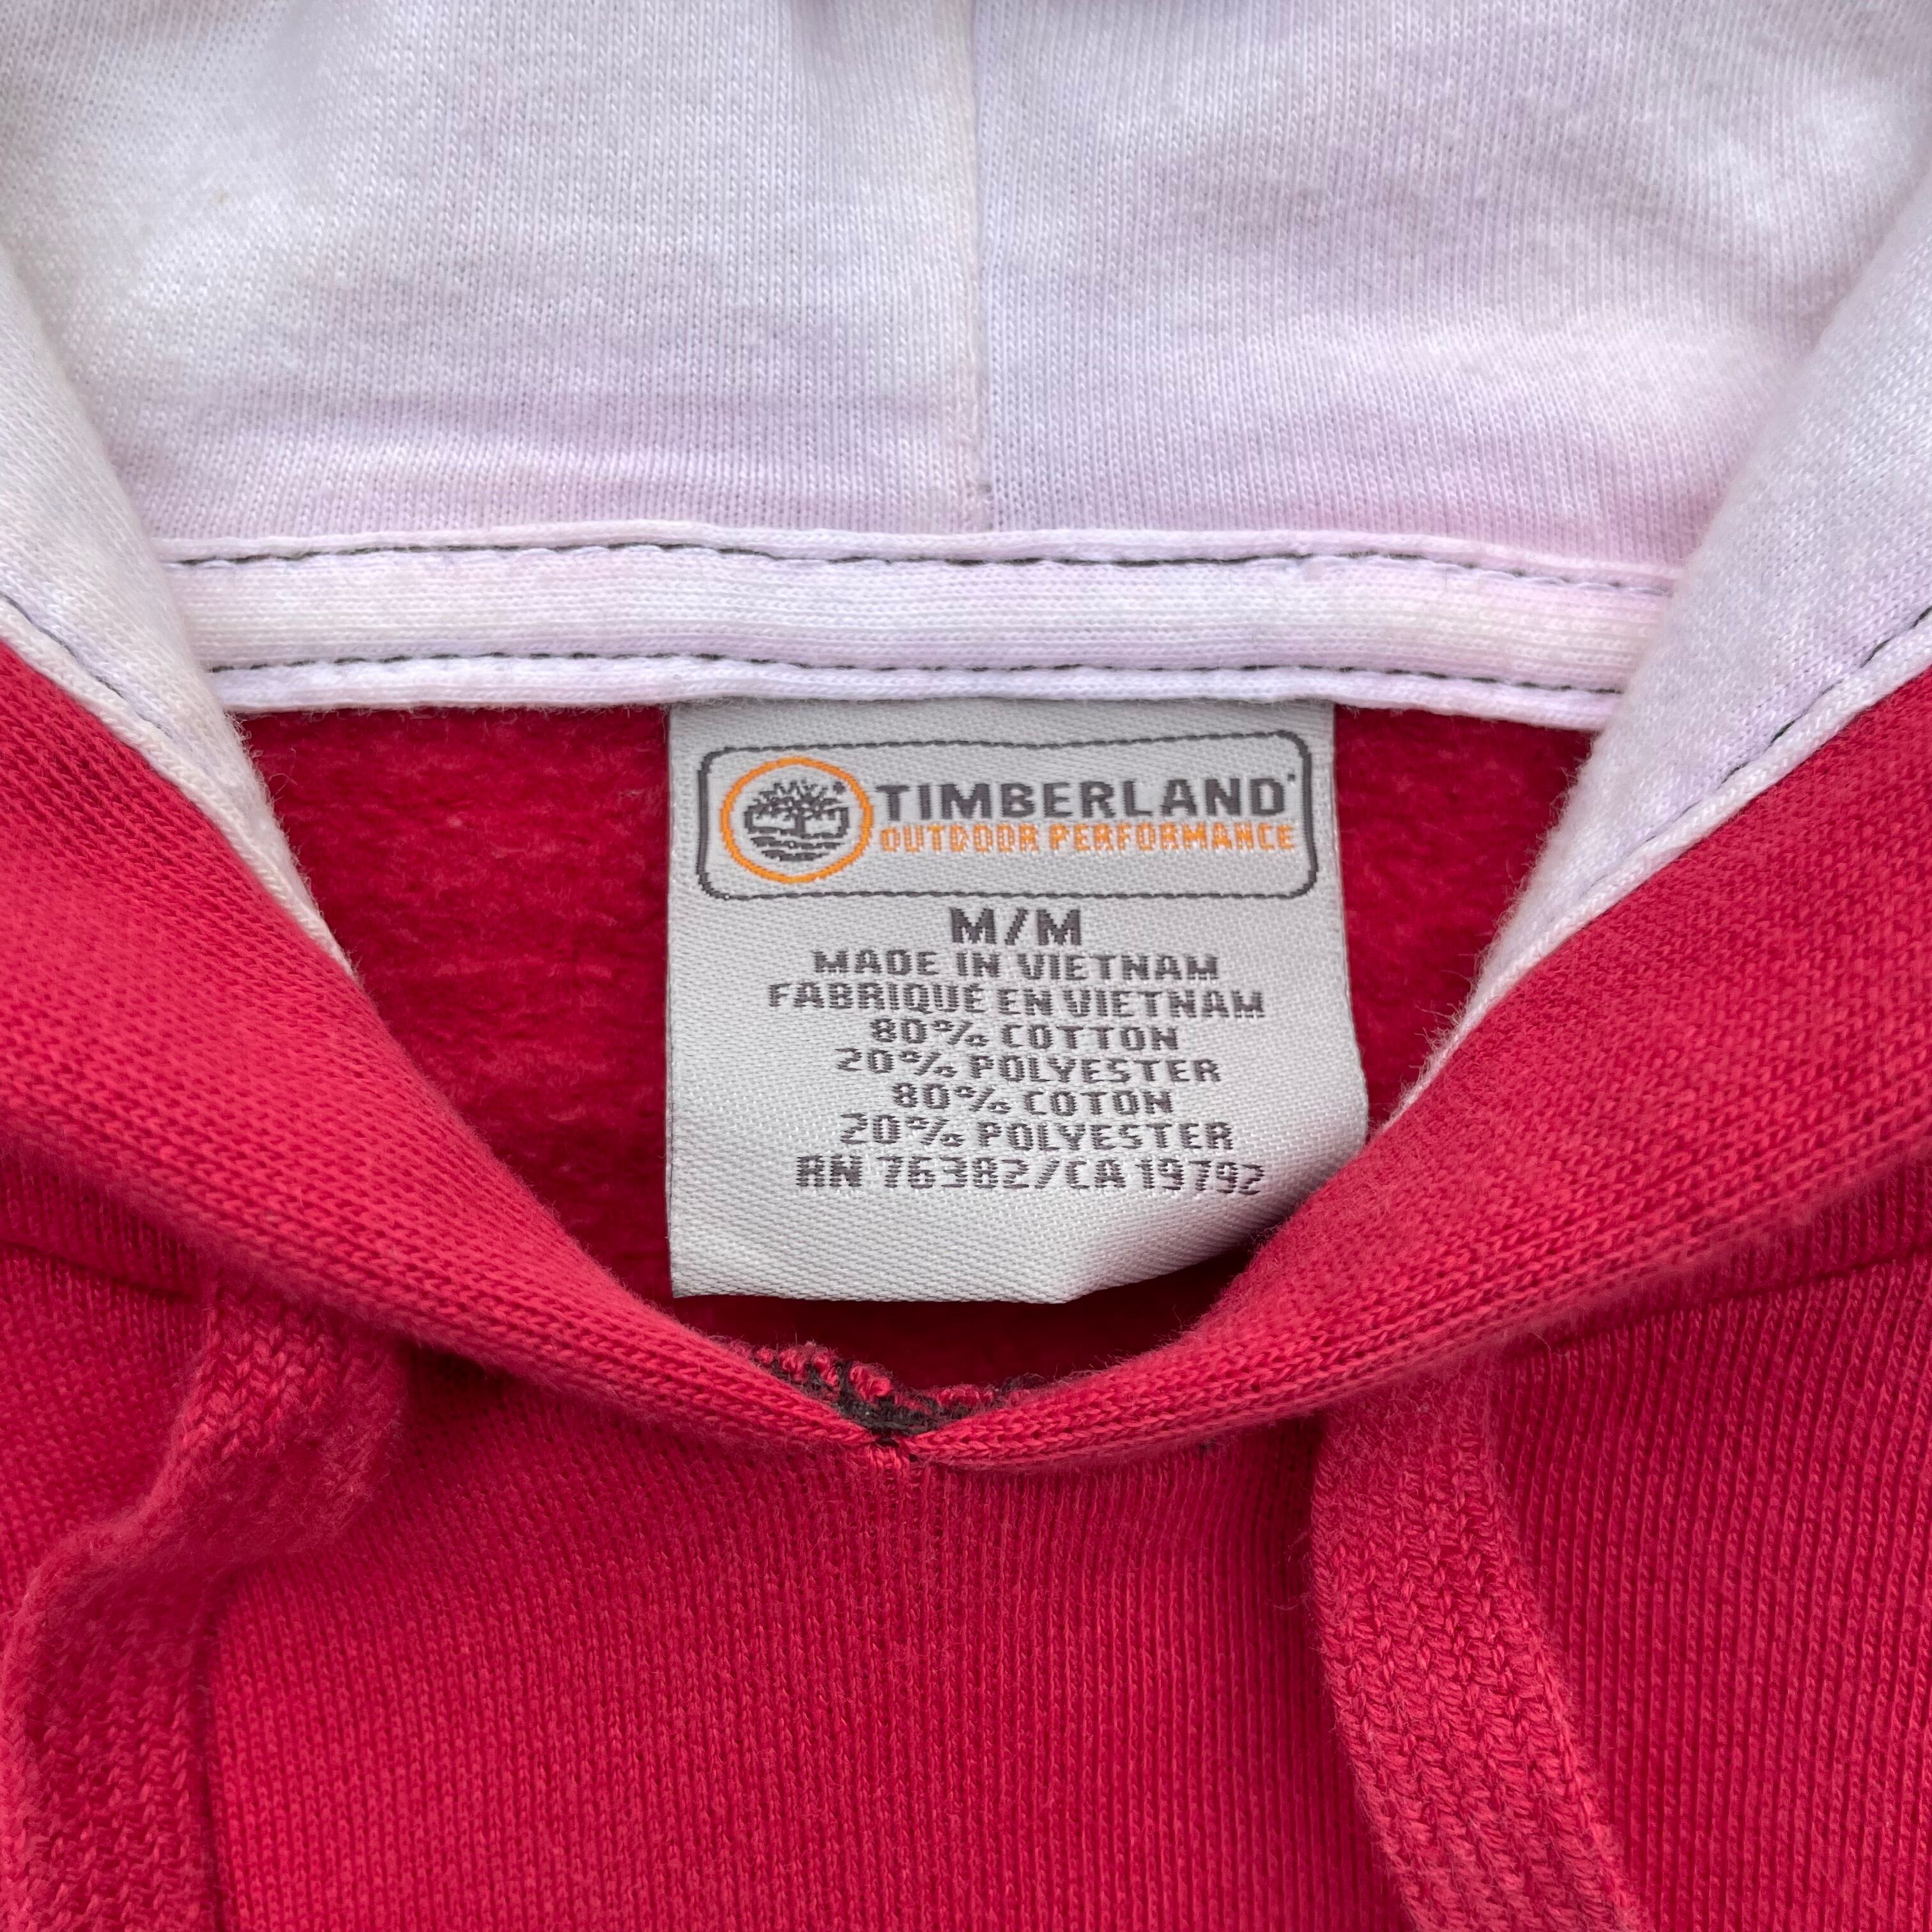 TIMBERLAND
OUTDOOR PERFORMANCE
M/M
MADE IN VIETNAM
FABRIQUÉ EN VIETNAM
80% COTTON
20% POLYESTER
80% COTON
20% POLYESTER
RN 76382/CA 19792